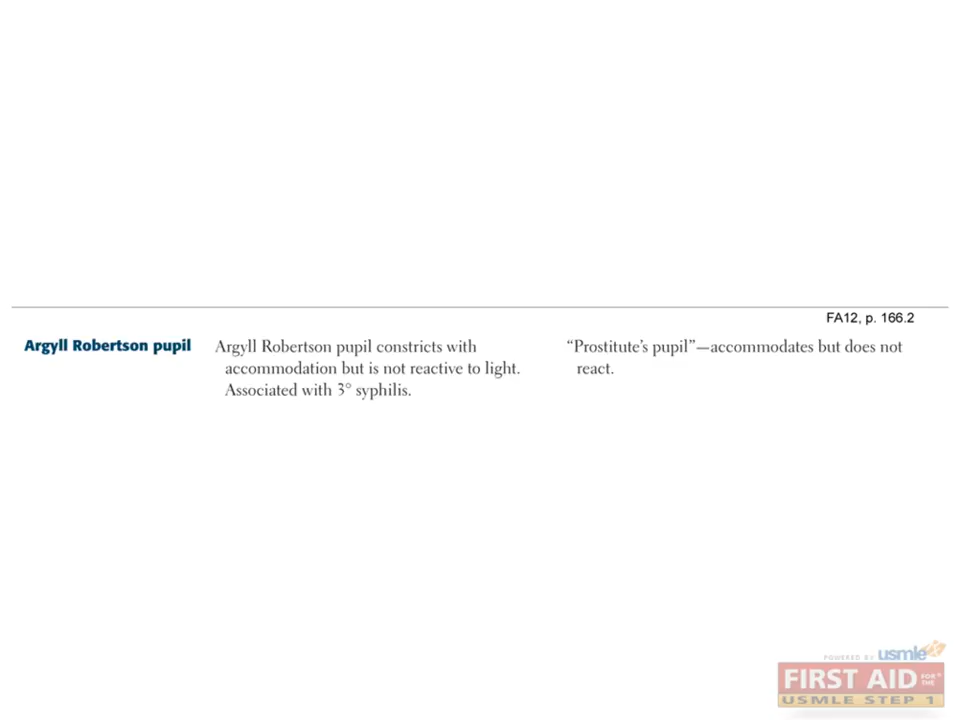 FA12, p. 166.2
Argyll Robertson pupil
Argyll Robertson pupil constricts with
accommodation but is not reactive to light.
Associated with 3° syphilis.
“Prostitute’s pupil”—accommodates but does not
react.
POWERED BY usmle
FIRST AID FOR THE
USMLE STEP 1